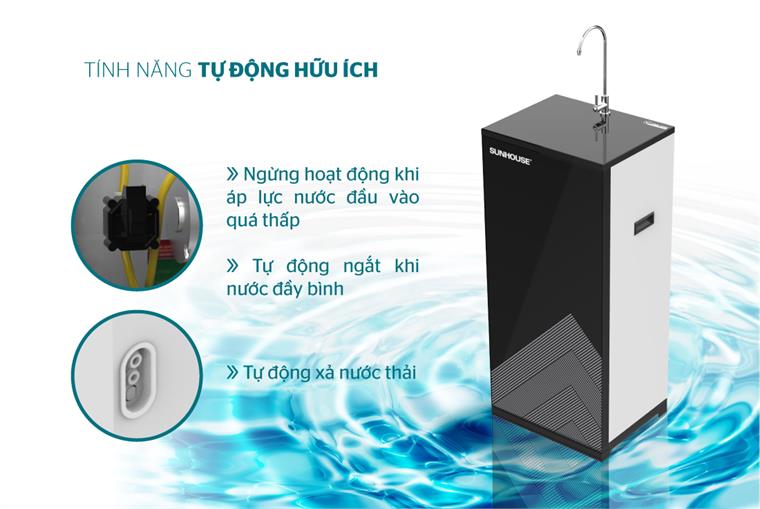 TÍNH NĂNG TỰ ĐỘNG HỮU ÍCH
SUNHOUSE
» Ngừng hoạt động khi
áp lực nước đầu vào
quá thấp
» Tự động ngắt khi
nước đầy bình
» Tự động xả nước thải